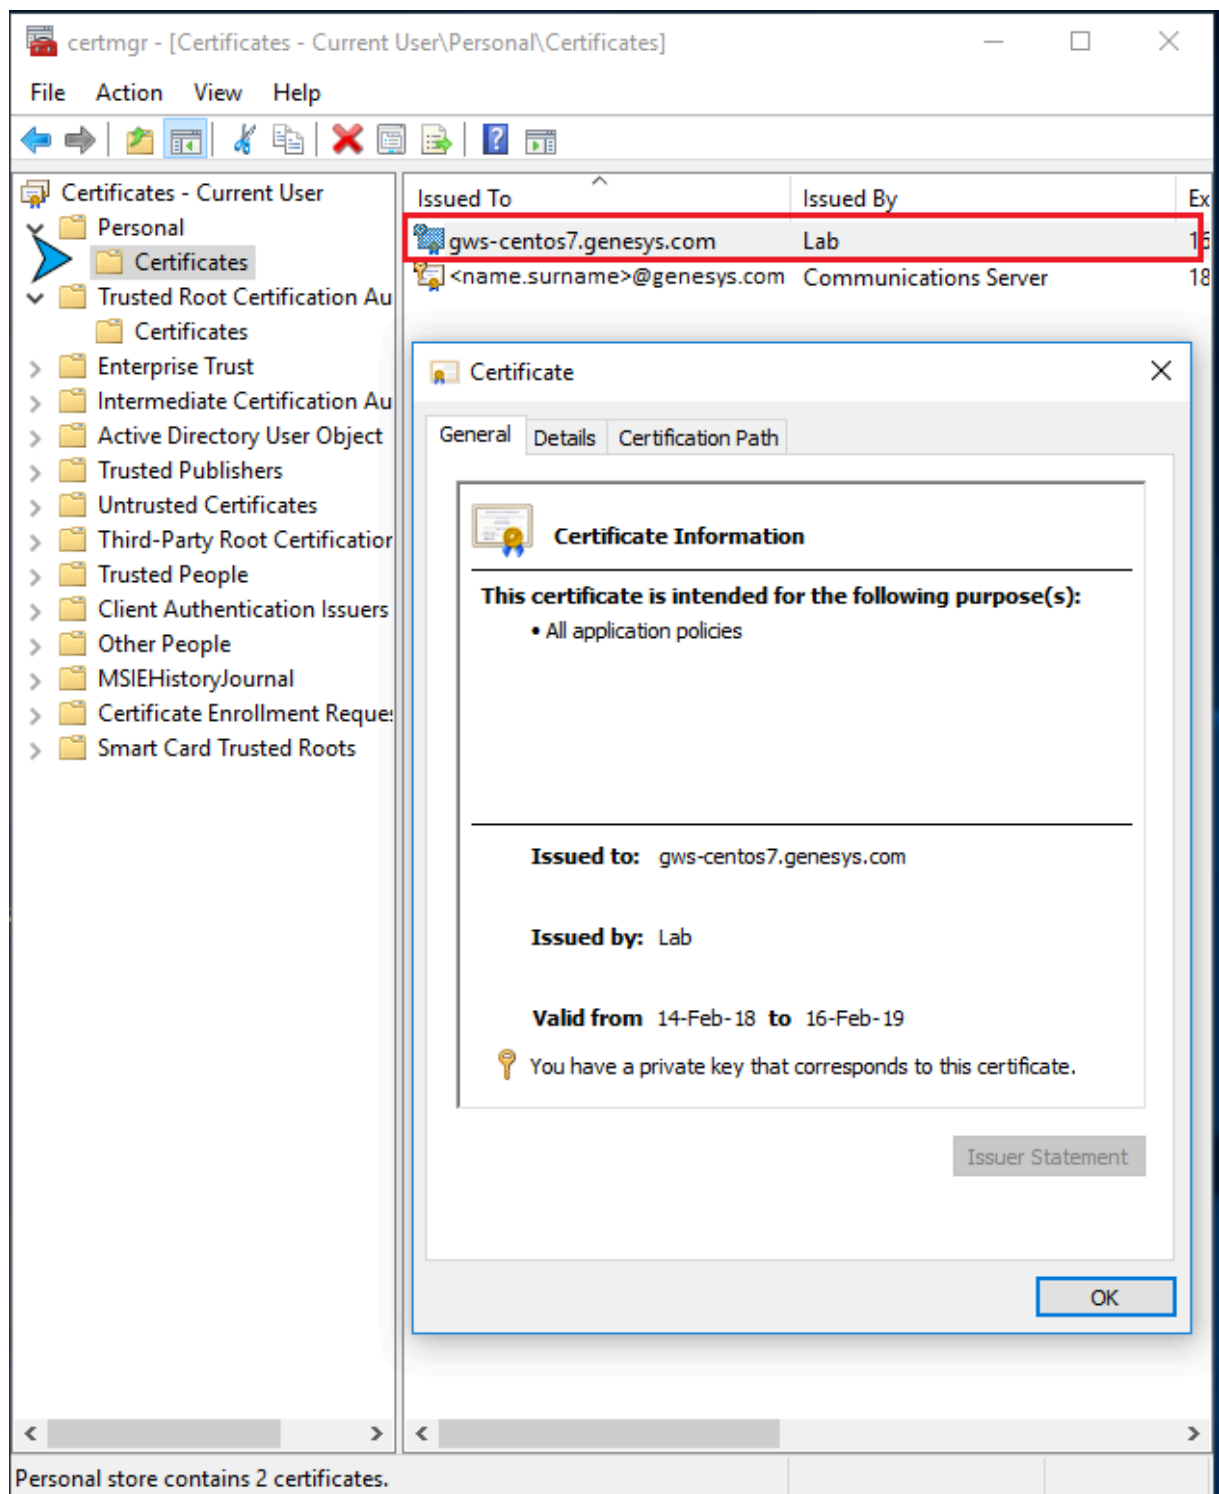 certmgr - [Certificates - Current User\Personal\Certificates]
File Action View Help
Certificates - Current User
Personal
Certificates
Trusted Root Certification Au
Certificates
Enterprise Trust
Intermediate Certification Au
Active Directory User Object
Trusted Publishers
Untrusted Certificates
Third-Party Root Certification
Trusted People
Client Authentication Issuers
Other People
MSIEHistoryJournal
Certificate Enrollment Reques
Smart Card Trusted Roots
Issued To Issued By Ex
gws-centos7.genesys.com Lab 16
<name.surname>@genesys.com Communications Server 18
Certificate
General Details Certification Path
Certificate Information
This certificate is intended for the following purpose(s):
• All application policies
Issued to: gws-centos7.genesys.com
Issued by: Lab
Valid from 14-Feb-18 to 16-Feb-19
You have a private key that corresponds to this certificate.
Issuer Statement
OK
Personal store contains 2 certificates.